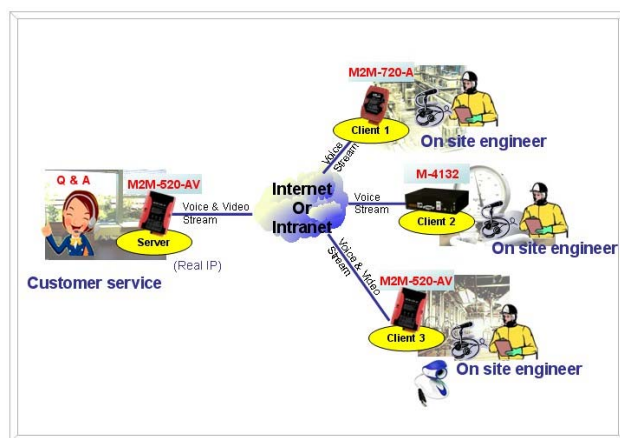 M2M-720-A
Client 1
On site engineer
Voice
Stream
Q & A
M2M-520-AV
Server
Voice & Video
Stream
(Real IP)
Customer service
Internet
Or
Intranet
Voice
Stream
M-4132
Client 2
On site engineer
Voice & Video
Stream
M2M-520-AV
Client 3
On site engineer